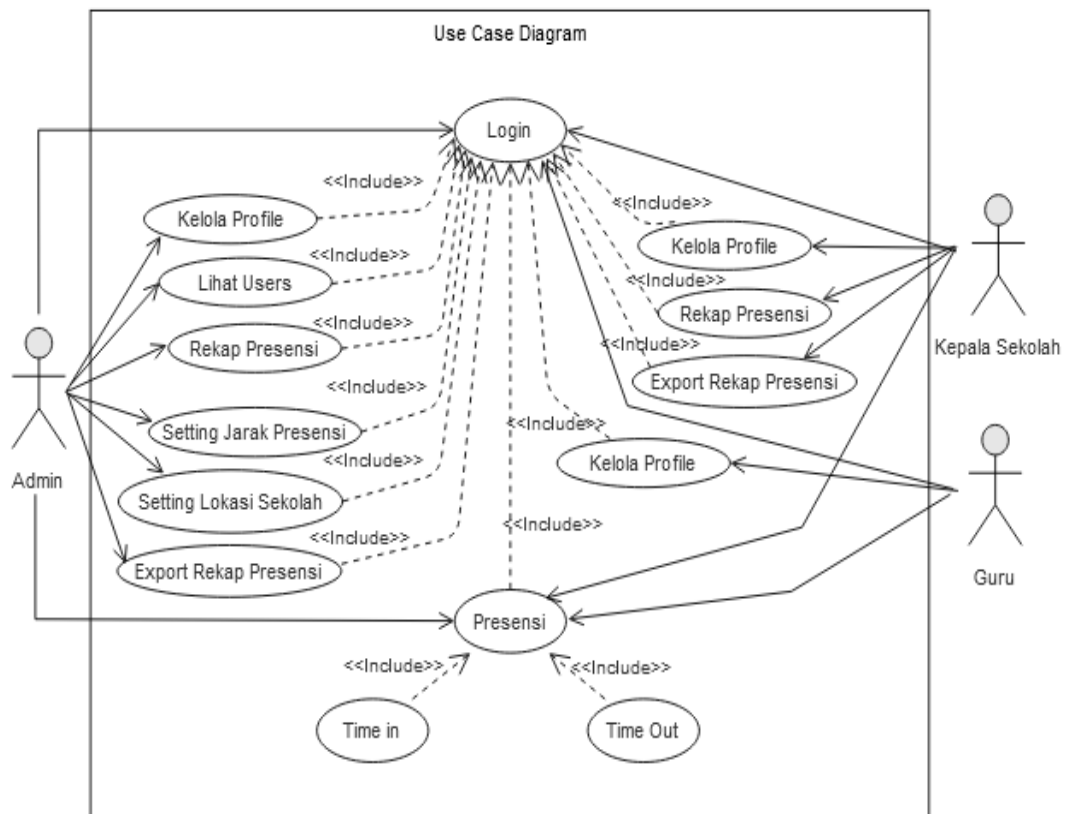 Use Case Diagram
Login
<<Include>>
<<Include>>
Kelola Profile
Kelola Profile
<<Include>>
Lihat Users
<<Include>>
Rekap Presensi
<<Include>>
Rekap Presensi
<<Include>>
Kepala Sekolah
Export Rekap Presensi
<<Include>>
Setting Jarak Presensi
<<Include>>
Kelola Profile
<<Include>>
Admin
Setting Lokasi Sekolah
<<Include>>
<<Include>>
Export Rekap Presensi
Guru
Presensi
<<Include>>
<<Include>>
Time in
Time Out